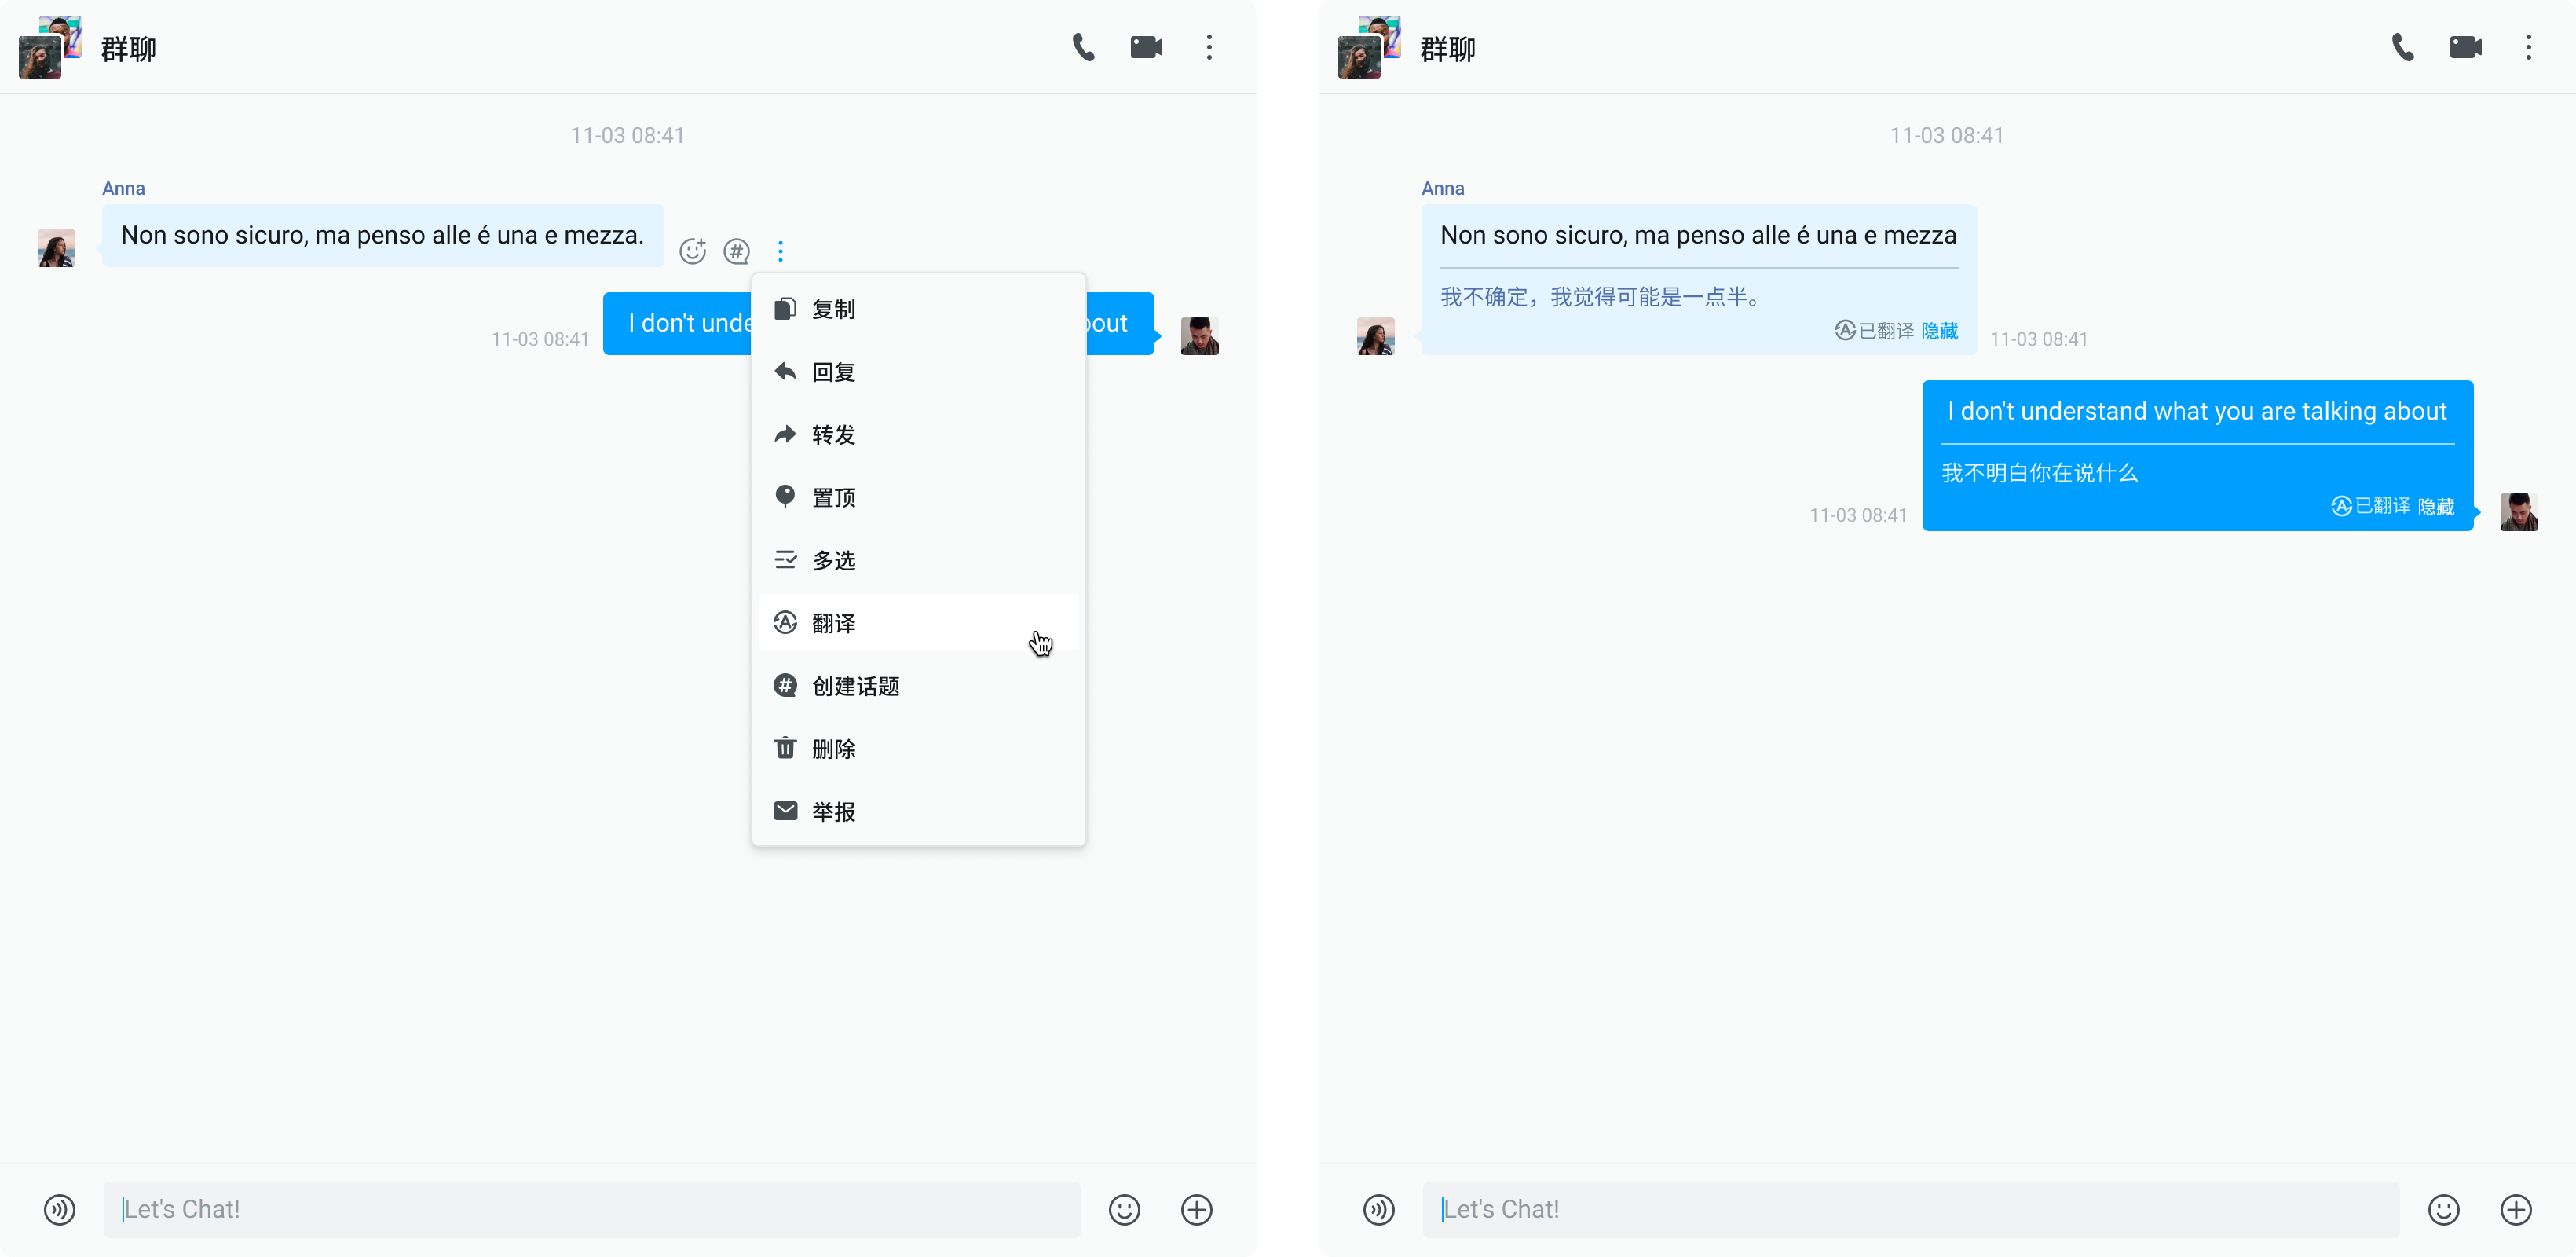 群聊
11-03 08:41
Anna
Non sono sicuro, ma penso alle é una e mezza.
11-03 08:41
I don't unde
bout
复制
回复
转发
置顶
多选
翻译
创建话题
删除
举报
Let's Chat!
群聊
11-03 08:41
Anna
Non sono sicuro, ma penso alle é una e mezza
我不确定，我觉得可能是一点半。
已翻译 隐藏
11-03 08:41
I don't understand what you are talking about
我不明白你在说什么
已翻译 隐藏
11-03 08:41
Let's Chat!